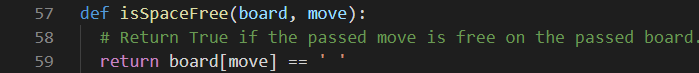 57 def isSpaceFree(board, move):
58 # Return True if the passed move is free on the passed board.
59 return board[move] == ' '